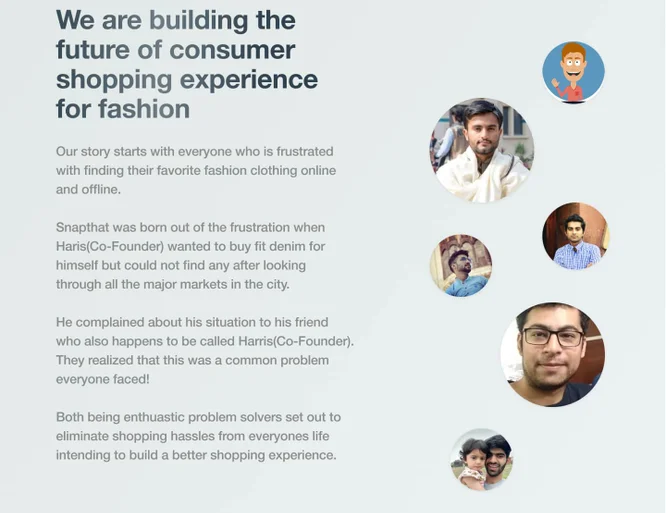 We are building the
future of consumer
shopping experience
for fashion
Our story starts with everyone who is frustrated
with finding their favorite fashion clothing online
and offline.
Snapthat was born out of the frustration when
Haris(Co-Founder) wanted to buy fit denim for
himself but could not find any after looking
through all the major markets in the city.
He complained about his situation to his friend
who also happens to be called Harris(Co-Founder).
They realized that this was a common problem
everyone faced!
Both being enthuastic problem solvers set out to
eliminate shopping hassles from everyones life
intending to build a better shopping experience.